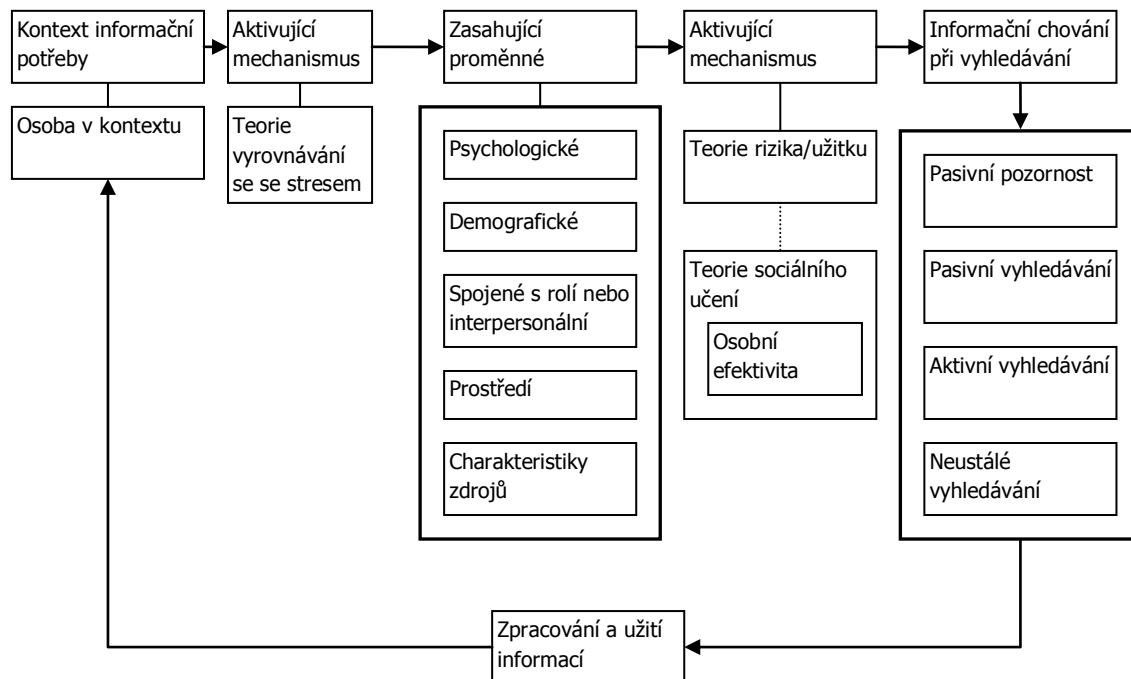 Kontext informační
potřeby
Aktivující
mechanismus
Zasahující
proměnné
Aktivující
mechanismus
Informační chování
při vyhledávání
Osoba v kontextu
Teorie
vyrovnávání
se se stresem
Psychologické
Demografické
Spojené s rolí nebo
interpersonální
Prostředí
Charakteristiky
zdrojů
Teorie rizika/užitku
Teorie sociálního
učení
Osobní
efektivita
Pasivní pozornost
Pasivní vyhledávání
Aktivní vyhledávání
Neustálé
vyhledávání
Zpracování a užití
informací